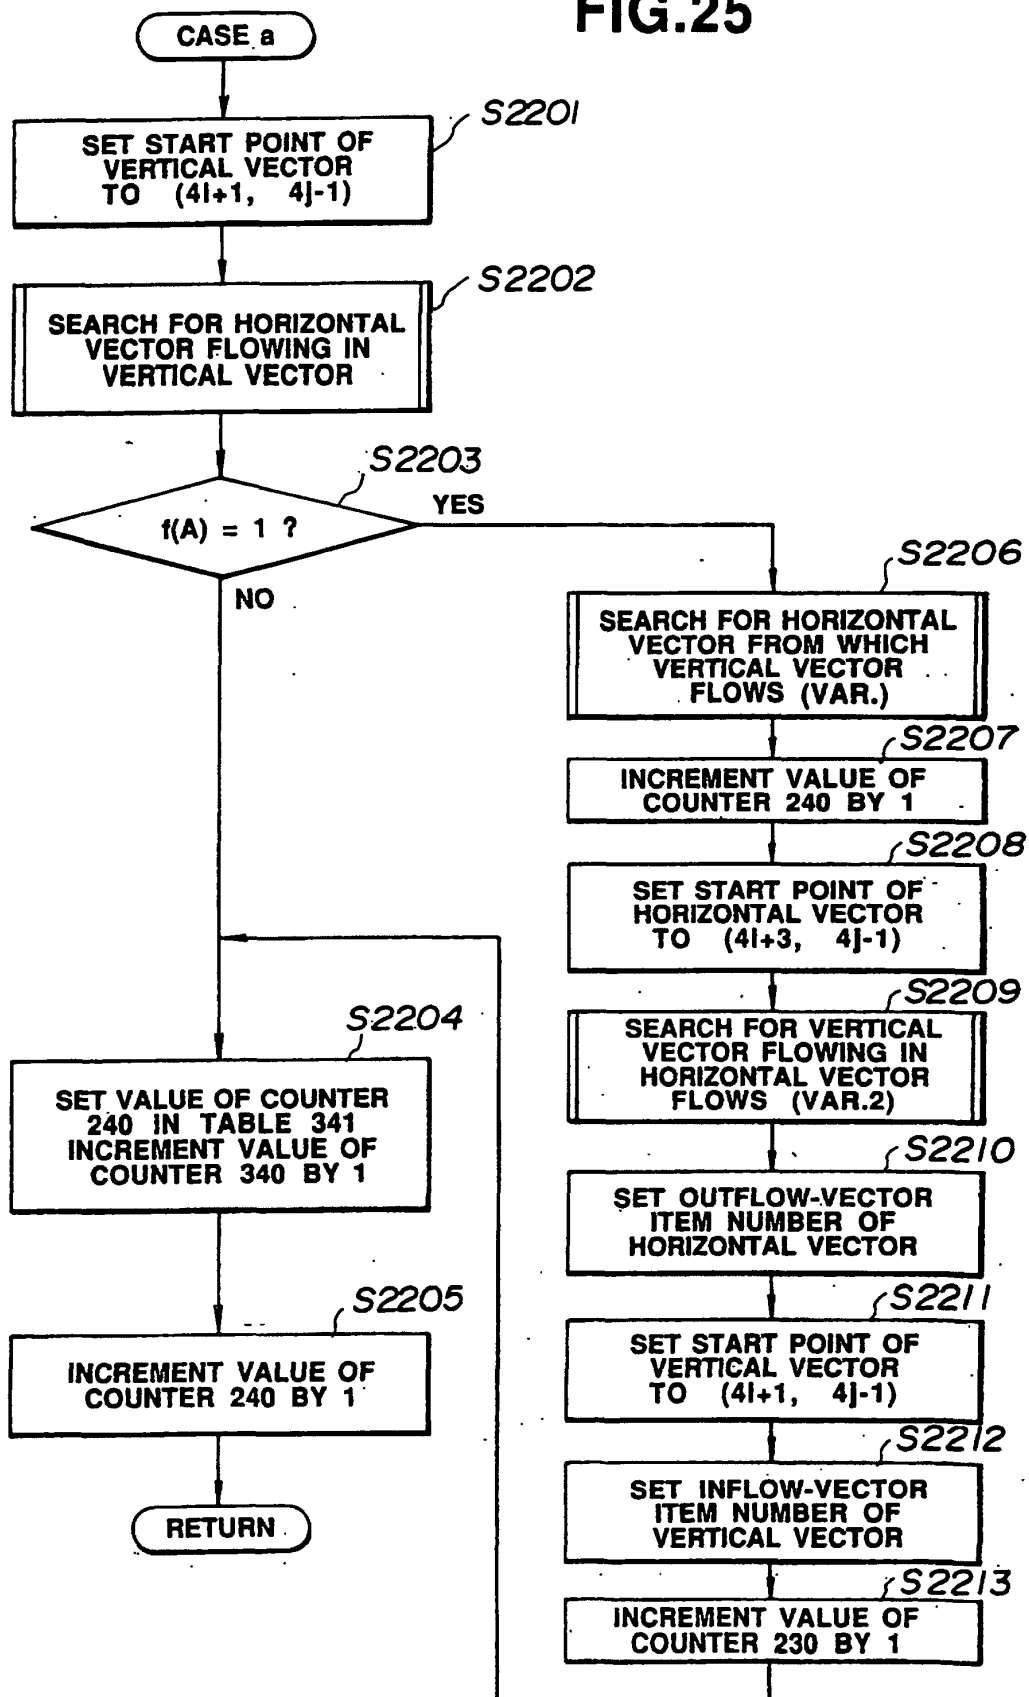 FIG.25
CASE a
S2201
SET START POINT OF
VERTICAL VECTOR
TO (4i+1, 4j-1)
S2202
SEARCH FOR HORIZONTAL
VECTOR FLOWING IN
VERTICAL VECTOR
S2203
f(A) = 1 ?
YES
NO
S2204
SET VALUE OF COUNTER
240 IN TABLE 341
INCREMENT VALUE OF
COUNTER 340 BY 1
S2205
INCREMENT VALUE OF
COUNTER 240 BY 1
RETURN
S2206
SEARCH FOR HORIZONTAL
VECTOR FROM WHICH
VERTICAL VECTOR
FLOWS (VAR.)
S2207
INCREMENT VALUE OF
COUNTER 240 BY 1
S2208
SET START POINT OF
HORIZONTAL VECTOR
TO (4i+3, 4j-1)
S2209
SEARCH FOR VERTICAL
VECTOR FLOWING IN
HORIZONTAL VECTOR
FLOWS (VAR.2)
S2210
SET OUTFLOW-VECTOR
ITEM NUMBER OF
HORIZONTAL VECTOR
S2211
SET START POINT OF
VERTICAL VECTOR
TO (4i+1, 4j-1)
S2212
SET INFLOW-VECTOR
ITEM NUMBER OF
VERTICAL VECTOR
S2213
INCREMENT VALUE OF
COUNTER 230 BY 1